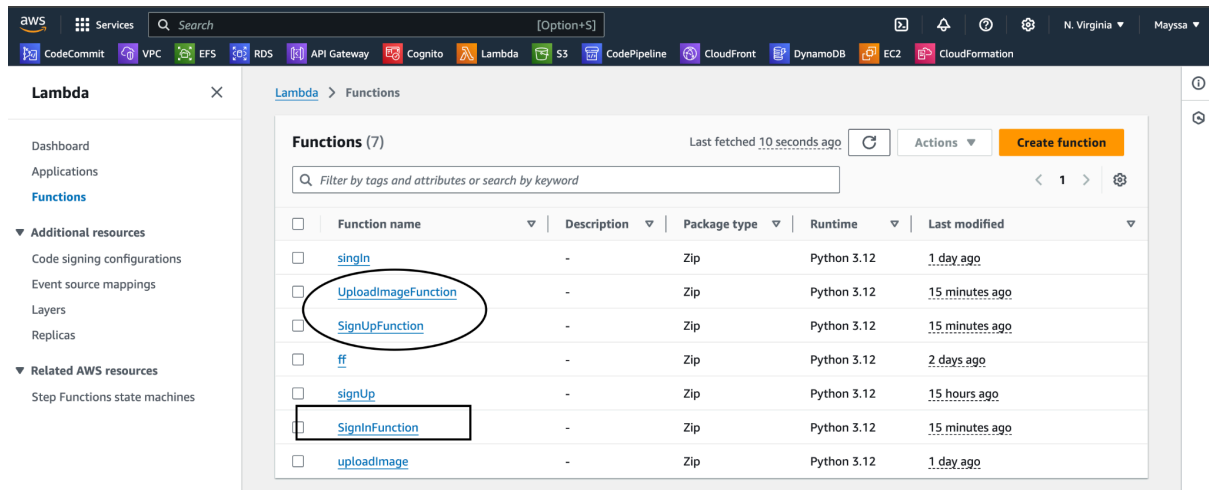 aws Services Search [Option+S] N. Virginia ▼ Mayssa ▼
CodeCommit VPC EFS RDS API Gateway Cognito Lambda S3 CodePipeline CloudFront DynamoDB EC2 CloudFormation
Lambda
Dashboard
Applications
Functions
▼ Additional resources
Code signing configurations
Event source mappings
Layers
Replicas
▼ Related AWS resources
Step Functions state machines
Lambda > Functions
Functions (7) Last fetched 10 seconds ago Actions ▼ Create function
Filter by tags and attributes or search by keyword < 1 >
Function name Description Package type Runtime Last modified
singIn - Zip Python 3.12 1 day ago
UploadImageFunction - Zip Python 3.12 15 minutes ago
SignUpFunction - Zip Python 3.12 15 minutes ago
ff - Zip Python 3.12 2 days ago
signUp - Zip Python 3.12 15 hours ago
SignInFunction - Zip Python 3.12 15 minutes ago
uploadImage - Zip Python 3.12 1 day ago